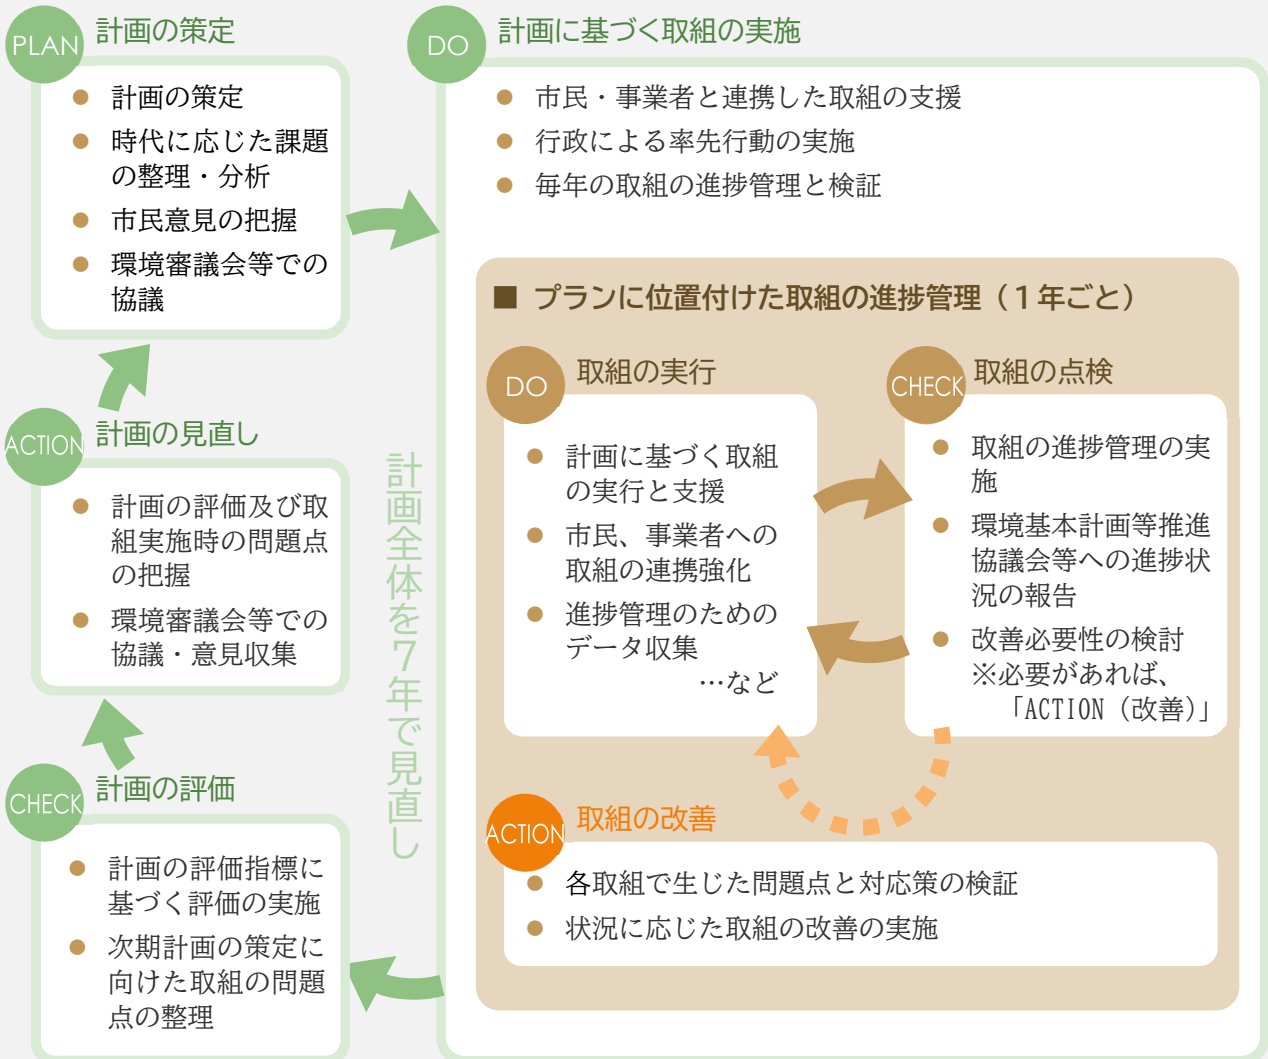 PLAN 計画の策定
計画の策定
時代に応じた課題
の整理・分析
市民意見の把握
環境審議会等での
協議
DO 計画に基づく取組の実施
市民・事業者と連携した取組の支援
行政による率先行動の実施
毎年の取組の進捗管理と検証
■ プランに位置付けた取組の進捗管理（１年ごと）
DO 取組の実行
計画に基づく取組
の実行と支援
市民、事業者への
取組の連携強化
進捗管理のための
データ収集
…など
CHECK 取組の点検
取組の進捗管理の実
施
環境基本計画等推進
協議会等への進捗状
況の報告
改善必要性の検討
※必要があれば、
「ACTION（改善）」
ACTION 取組の改善
各取組で生じた問題点と対応策の検証
状況に応じた取組の改善の実施
計画全体を７年で見直し
ACTION 計画の見直し
計画の評価及び取
組実施時の問題点
の把握
環境審議会等での
協議・意見収集
CHECK 計画の評価
計画の評価指標に
基づく評価の実施
次期計画の策定に
向けた取組の問題
点の整理